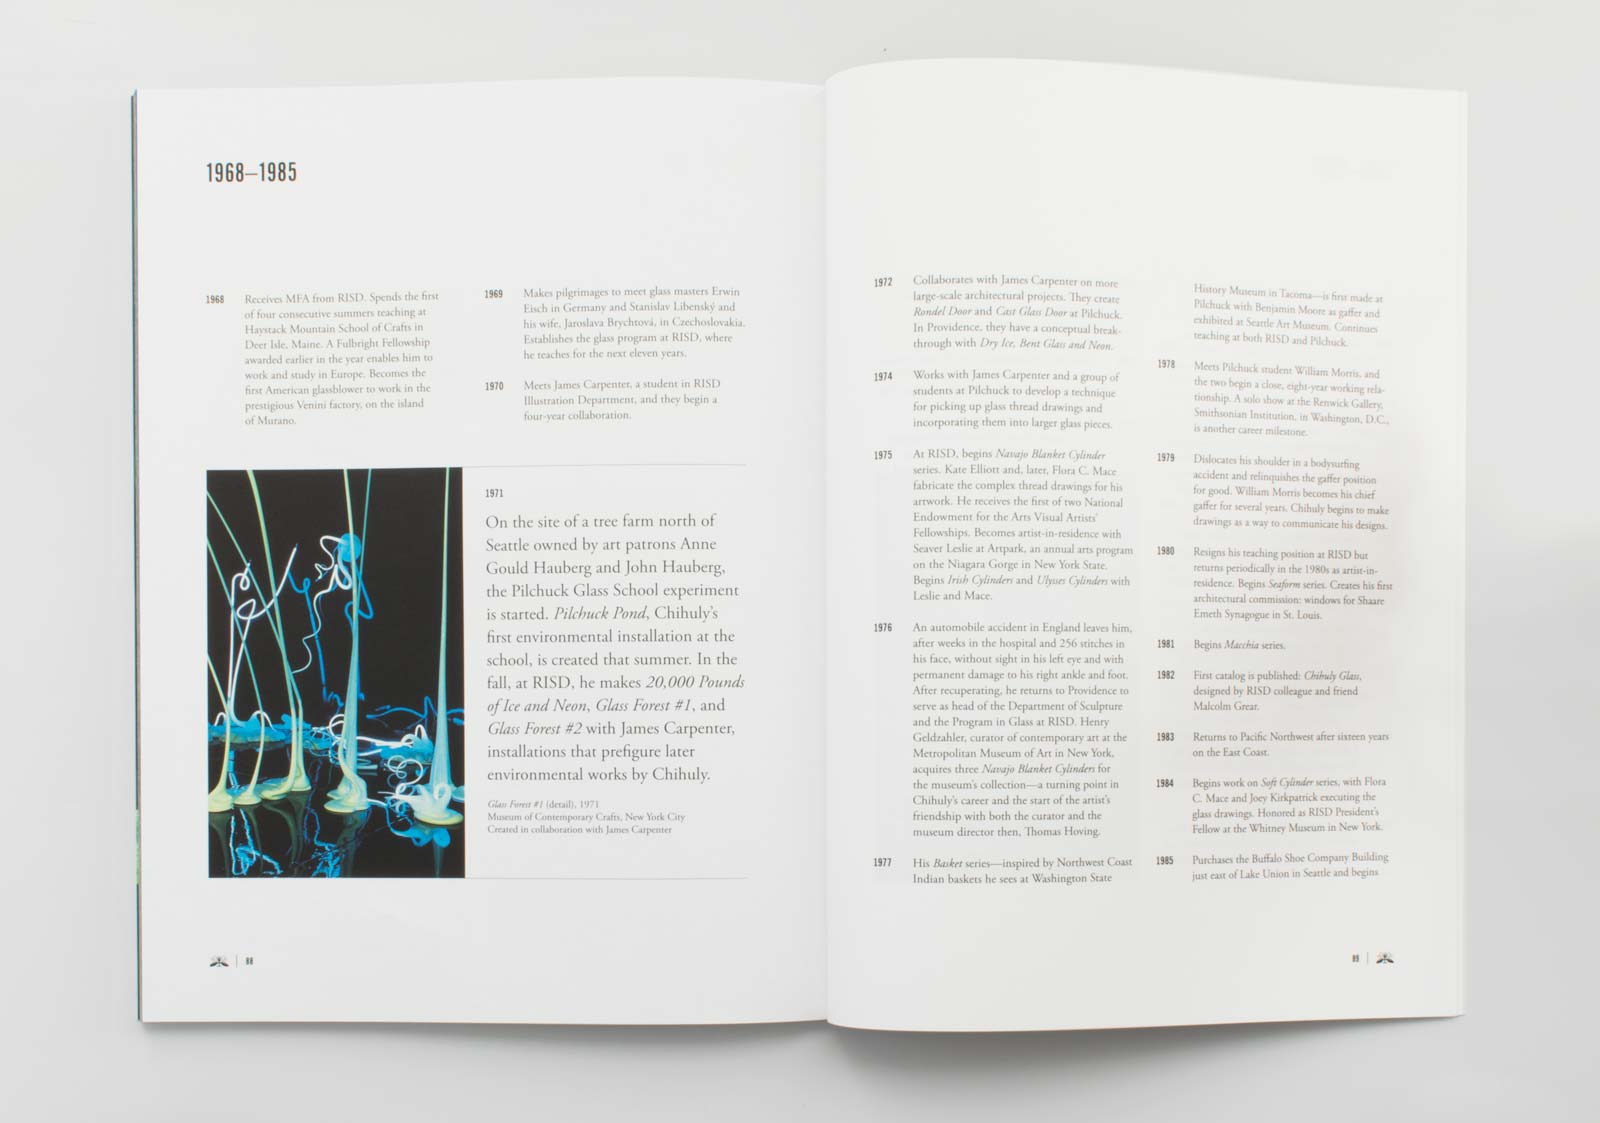 1968–1985
1968
Receives MFA from RISD. Spends the first
of four consecutive summers teaching at
Haystack Mountain School of Crafts in
Deer Isle, Maine. A Fulbright Fellowship
awarded earlier in the year enables him to
work and study in Europe. Becomes the
first American glassblower to work in the
prestigious Venini factory, on the island
of Murano.
1969
Makes pilgrimages to meet glass masters Erwin
Eisch in Germany and Stanislav Libenský and
his wife, Jaroslava Brychtová, in Czechoslovakia.
Establishes the glass program at RISD, where
he teaches for the next eleven years.
1970
Meets James Carpenter, a student in RISD
Illustration Department, and they begin a
four-year collaboration.
1971
On the site of a tree farm north of
Seattle owned by art patrons Anne
Gould Hauberg and John Hauberg,
the Pilchuck Glass School experiment
is started. Pilchuck Pond, Chihuly's
first environmental installation at the
school, is created that summer. In the
fall, at RISD, he makes 20,000 Pounds
of Ice and Neon, Glass Forest #1, and
Glass Forest #2 with James Carpenter,
installations that prefigure later
environmental works by Chihuly.
Glass Forest #1 (detail), 1971
Museum of Contemporary Crafts, New York City
Created in collaboration with James Carpenter
88
1972
Collaborates with James Carpenter on more
large-scale architectural projects. They create
Rondel Door and Cast Glass Door at Pilchuck.
In Providence, they have a conceptual break-
through with Dry Ice, Bent Glass and Neon.
1974
Works with James Carpenter and a group of
students at Pilchuck to develop a technique
for picking up glass thread drawings and
incorporating them into larger glass pieces.
1975
At RISD, begins Navajo Blanket Cylinder
series. Kate Elliott and, later, Flora C. Mace
fabricate the complex thread drawings for his
artwork. He receives the first of two National
Endowment for the Arts Visual Artists'
Fellowships. Becomes artist-in-residence with
Seaver Leslie at Artpark, an annual arts program
on the Niagara Gorge in New York State.
Begins Irish Cylinders and Ulysses Cylinders with
Leslie and Mace.
1976
An automobile accident in England leaves him,
after weeks in the hospital and 256 stitches in
his face, without sight in his left eye and with
permanent damage to his right ankle and foot.
After recuperating, he returns to Providence to
serve as head of the Department of Sculpture
and the Program in Glass at RISD. Henry
Geldzahler, curator of contemporary art at the
Metropolitan Museum of Art in New York,
acquires three Navajo Blanket Cylinders for
the museum's collection—a turning point in
Chihuly's career and the start of the artist's
friendship with both the curator and the
museum director then, Thomas Hoving.
1977
His Basket series—inspired by Northwest Coast
Indian baskets he sees at Washington State
History Museum in Tacoma—is first made at
Pilchuck with Benjamin Moore as gaffer and
exhibited at Seattle Art Museum. Continues
teaching at both RISD and Pilchuck.
1978
Meets Pilchuck student William Morris, and
the two begin a close, eight-year working rela-
tionship. A solo show at the Renwick Gallery,
Smithsonian Institution, in Washington, D.C.,
is another career milestone.
1979
Dislocates his shoulder in a bodysurfing
accident and relinquishes the gaffer position
for good. William Morris becomes his chief
gaffer for several years. Chihuly begins to make
drawings as a way to communicate his designs.
1980
Resigns his teaching position at RISD but
returns periodically in the 1980s as artist-in-
residence. Begins Seaform series. Creates his first
architectural commission: windows for Shaare
Emeth Synagogue in St. Louis.
1981
Begins Macchia series.
1982
First catalog is published: Chihuly Glass,
designed by RISD colleague and friend
Malcolm Grear.
1983
Returns to Pacific Northwest after sixteen years
on the East Coast.
1984
Begins work on Soft Cylinder series, with Flora
C. Mace and Joey Kirkpatrick executing the
glass drawings. Honored as RISD President's
Fellow at the Whitney Museum in New York.
1985
Purchases the Buffalo Shoe Company Building
just east of Lake Union in Seattle and begins
89